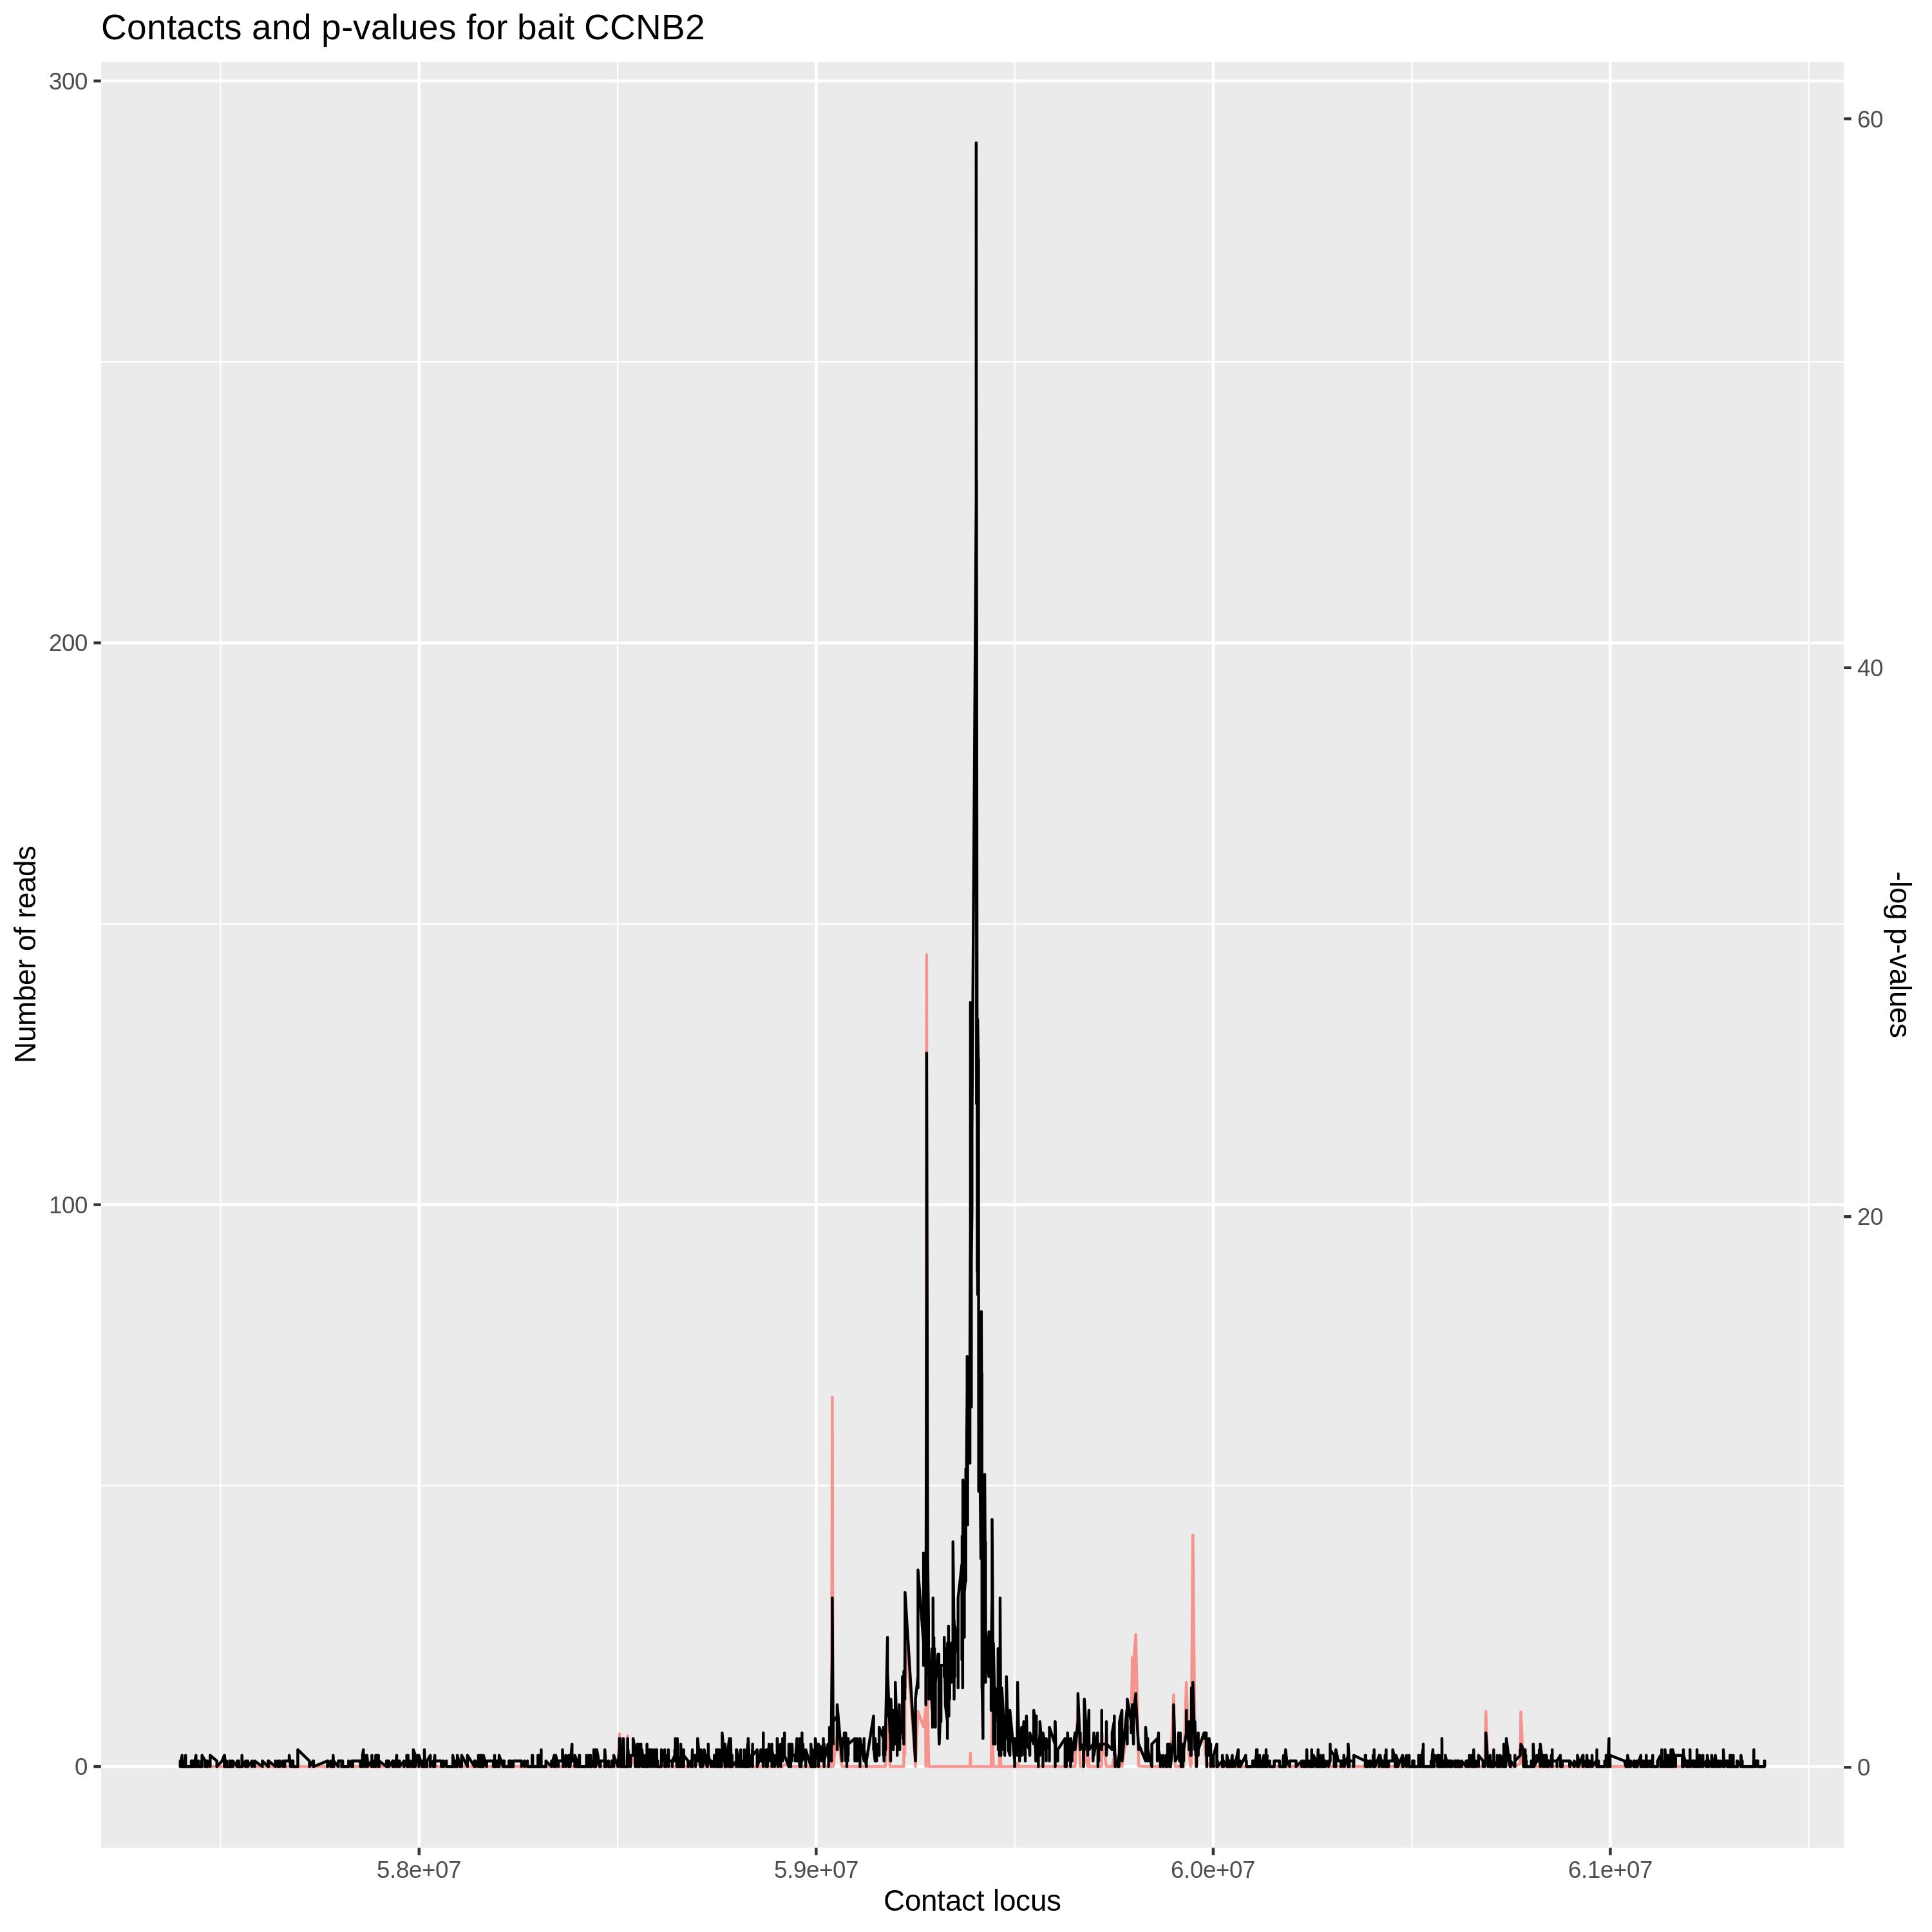 Contacts and p-values for bait CCNB2
300
200
100
0
60
40
20
0
Number of reads
-log p-values
5.8e+07
5.9e+07
6.0e+07
6.1e+07
Contact locus